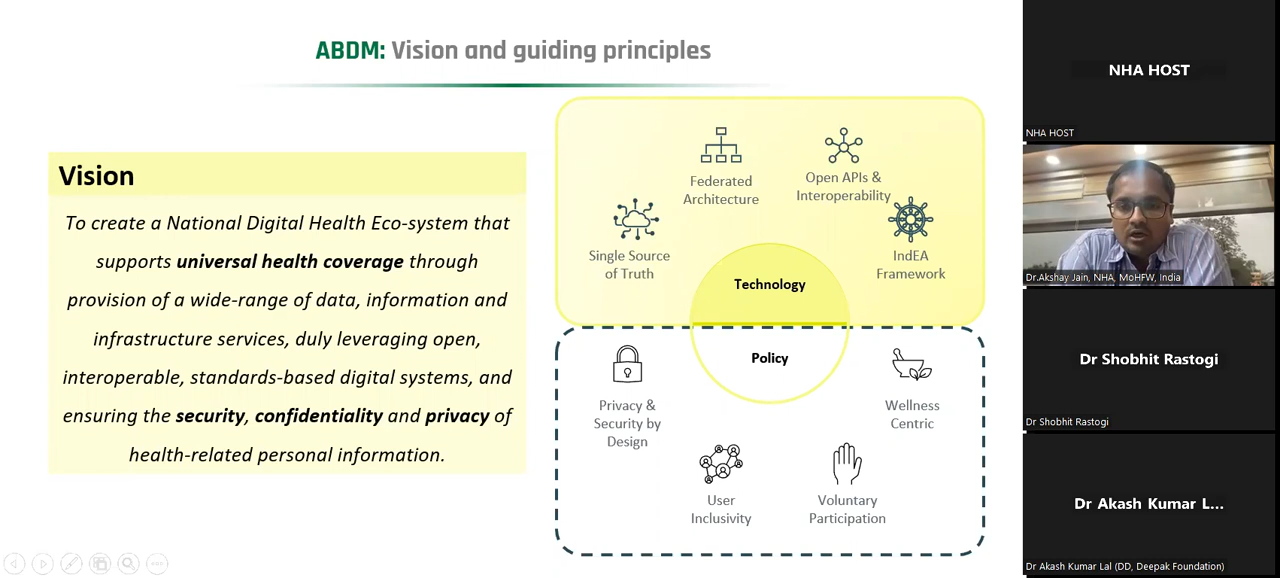 ABDM: Vision and guiding principles
Vision
To create a National Digital Health Eco-system that
supports universal health coverage through
provision of a wide-range of data, information and
infrastructure services, duly leveraging open,
interoperable, standards-based digital systems, and
ensuring the security, confidentiality and privacy of
health-related personal information.
Federated
Architecture
Open APIs &
Interoperability
Single Source
of Truth
IndEA
Framework
Technology
Policy
Privacy &
Security by
Design
Wellness
Centric
User
Inclusivity
Voluntary
Participation
NHA HOST
NHA HOST
Dr.Akshay Jain, NHA, MoHFW, India
Dr Shobhit Rastogi
Dr Shobhit Rastogi
Dr Akash Kumar L...
Dr Akash Kumar Lal (DD, Deepak Foundation)